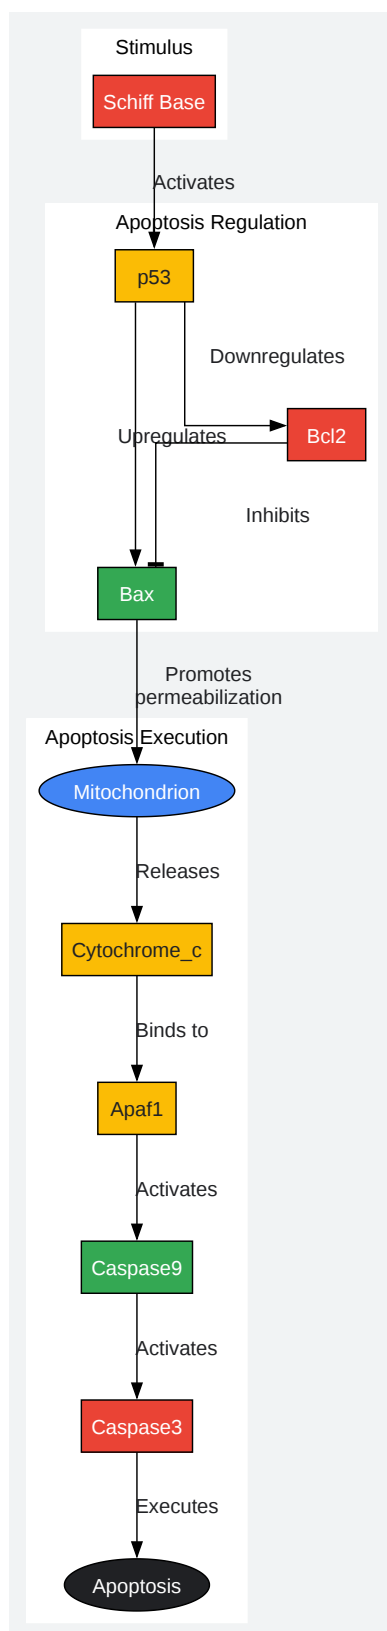 Stimulus
Schiff Base
Activates
Apoptosis Regulation
p53
Downregulates
Upregulates
Bcl2
Inhibits
Bax
Promotes
permeabilization
Apoptosis Execution
Mitochondrion
Releases
Cytochrome_c
Binds to
Apaf1
Activates
Caspase9
Activates
Caspase3
Executes
Apoptosis